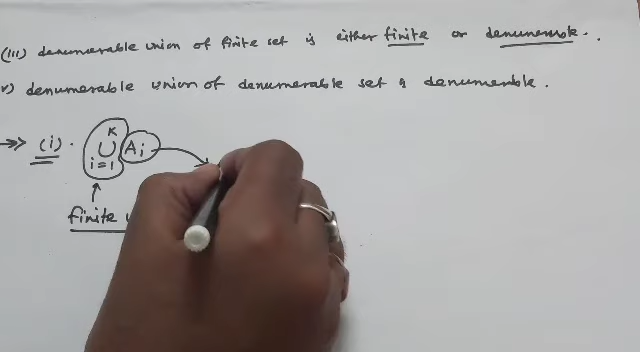 (iii) denumerable union of finite set is either finite or denumerable.
v) denumerable union of denumerable set is denumerable.
→» (i). K ∪ i=1 Ai →
finite